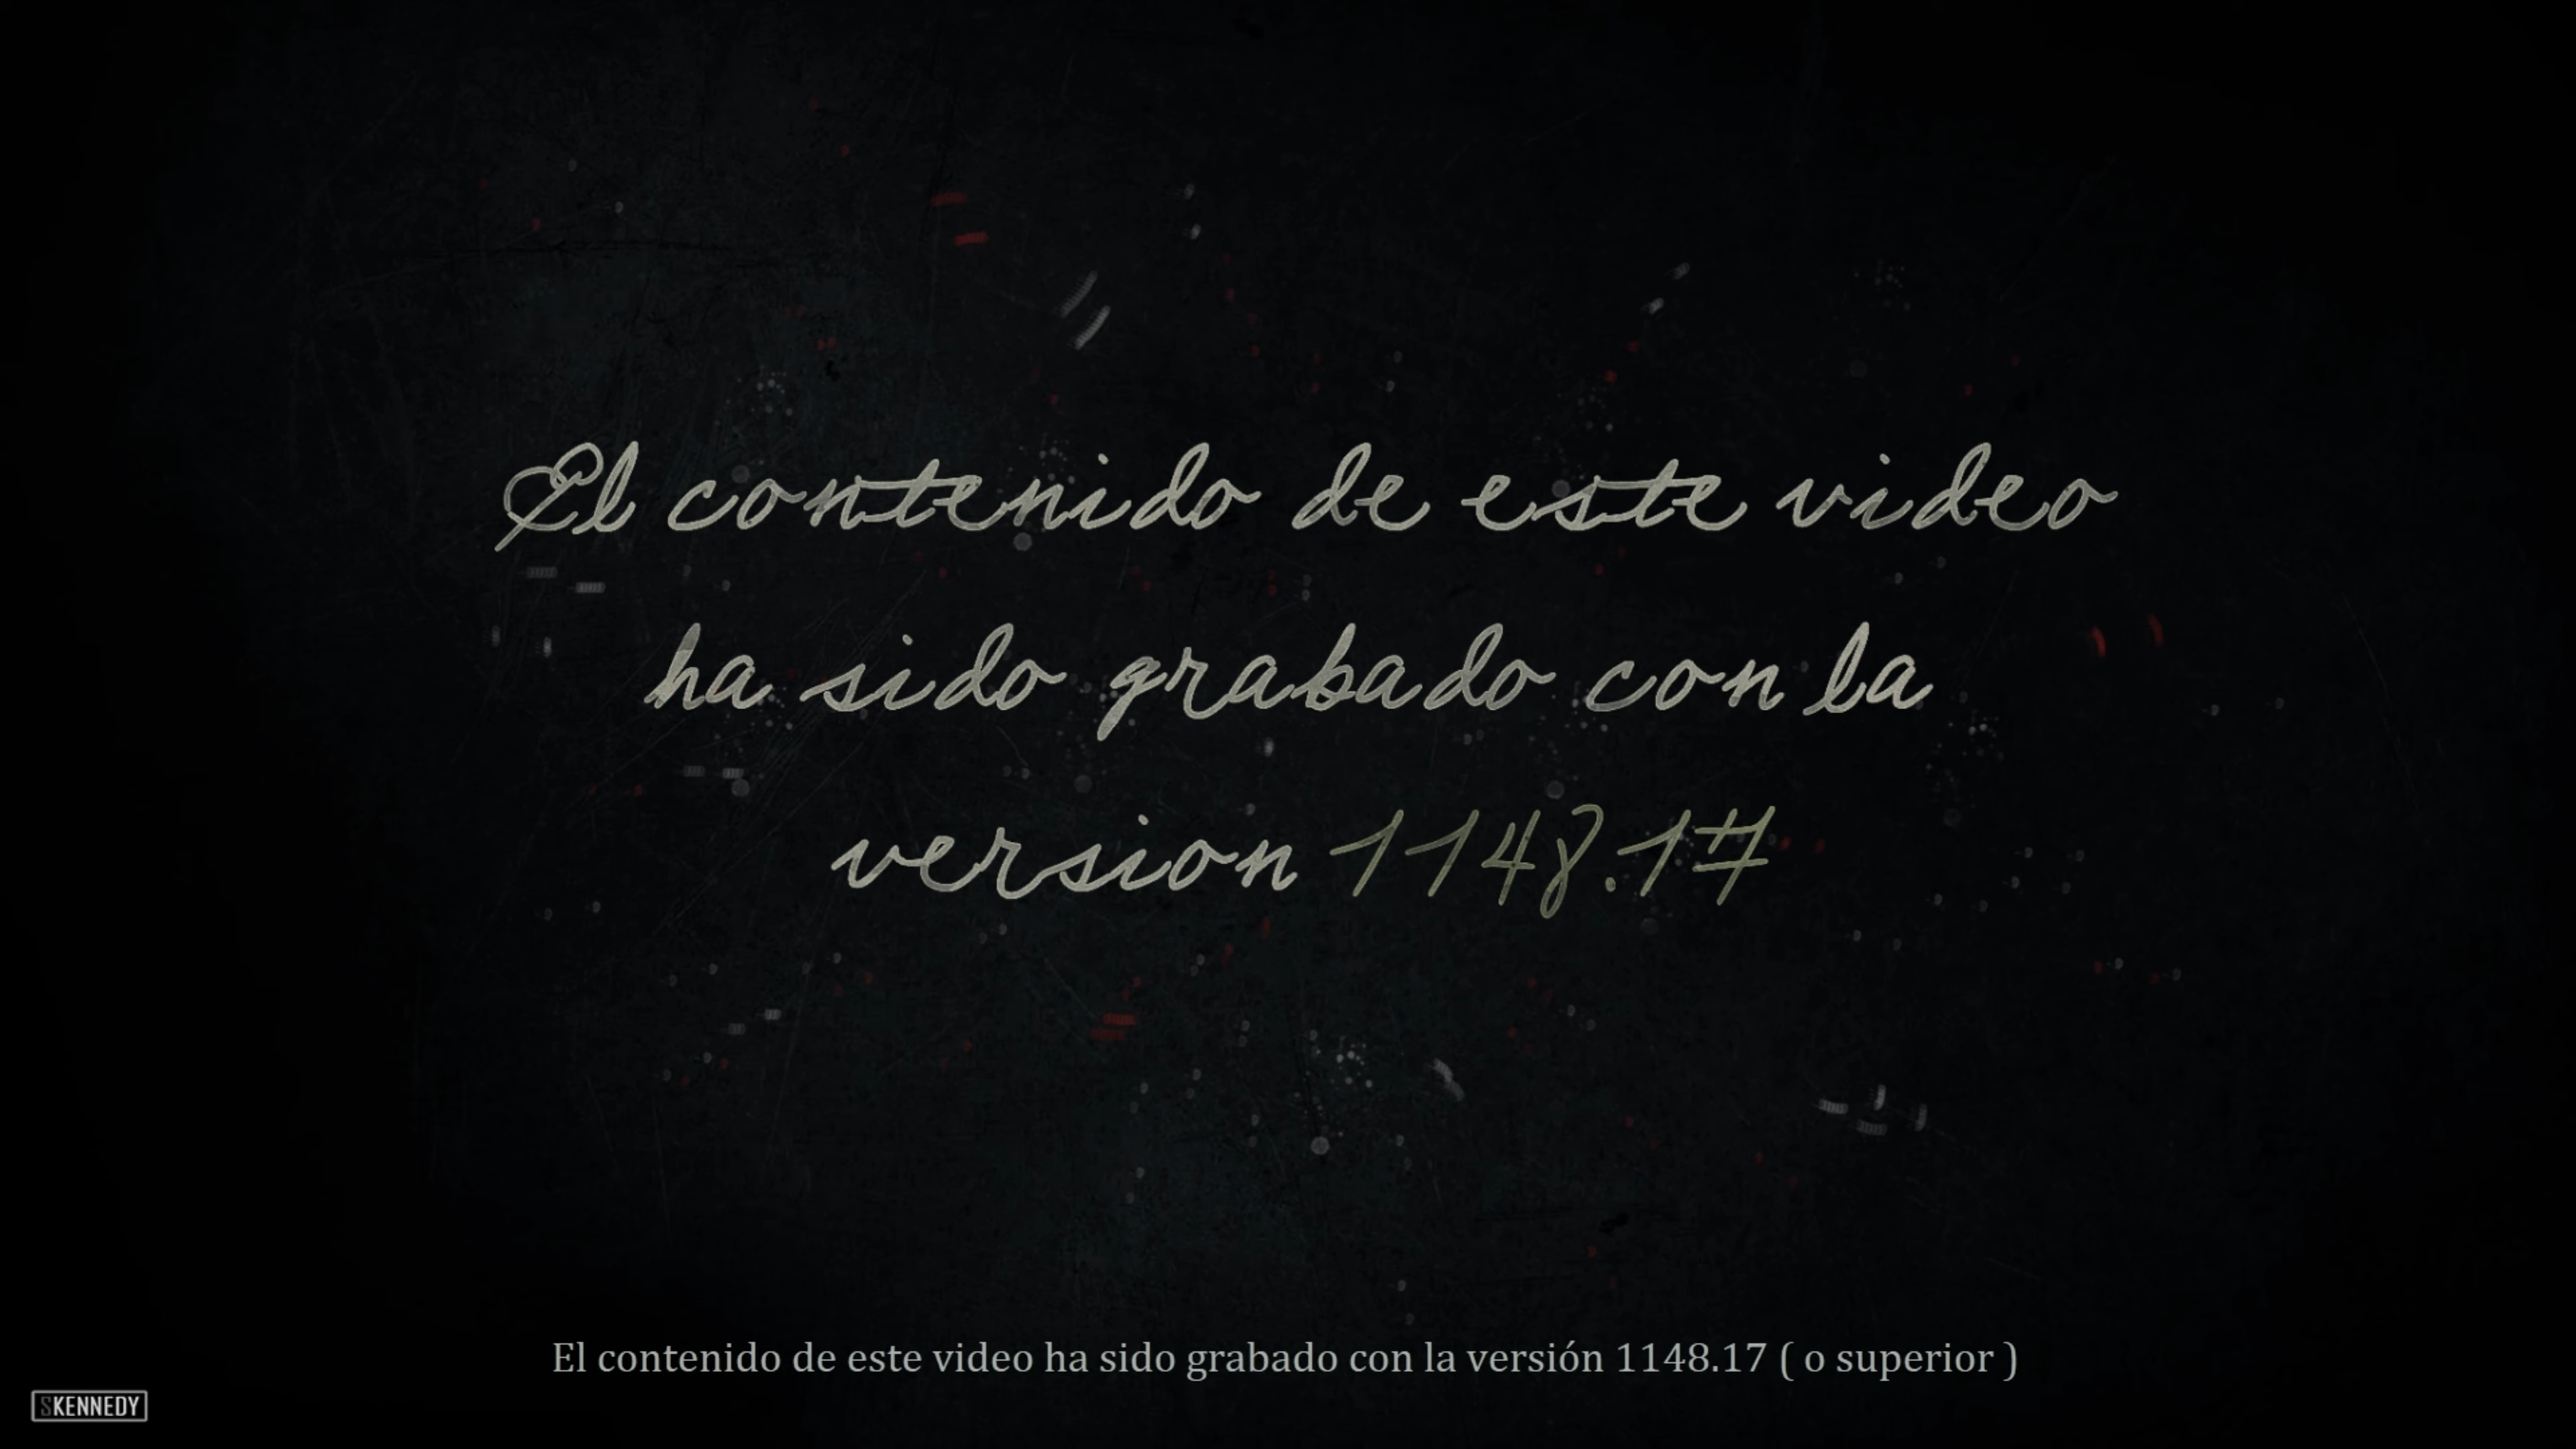 El contenido de este video
ha sido grabado con la
version 1148.1#
El contenido de este video ha sido grabado con la versión 1148.17 ( o superior )
SKENNEDY